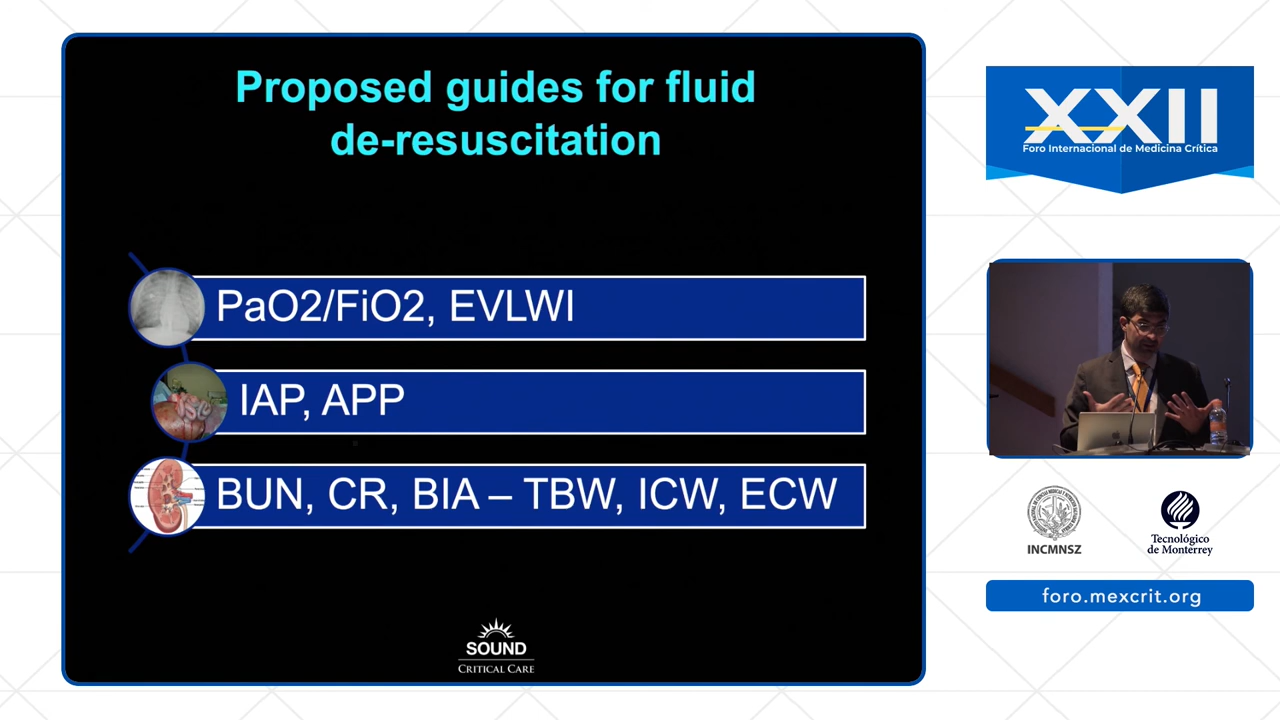 Proposed guides for fluid
de-resuscitation
PaO2/FiO2, EVLWI
IAP, APP
BUN, CR, BIA – TBW, ICW, ECW
SOUND
CRITICAL CARE
XXII
Foro Internacional de Medicina Crítica
INCMNSZ
Tecnológico
de Monterrey
foro.mexcrit.org